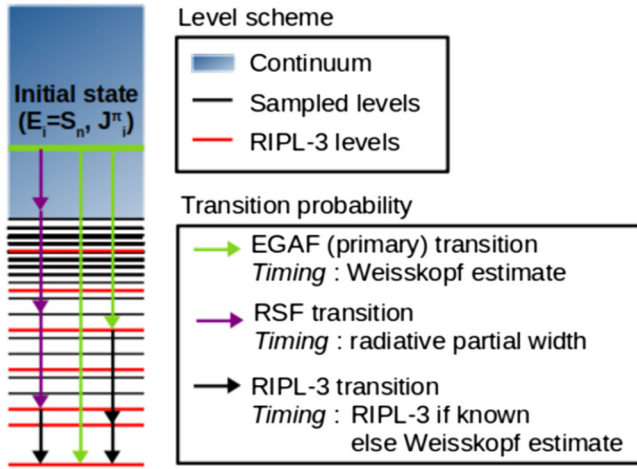 Level scheme
Continuum
Sampled levels
RIPL-3 levels
Initial state
(Eᵢ=Sₙ, Jᵖᵢ)
Transition probability
EGAF (primary) transition
Timing : Weisskopf estimate
RSF transition
Timing : radiative partial width
RIPL-3 transition
Timing : RIPL-3 if known
else Weisskopf estimate